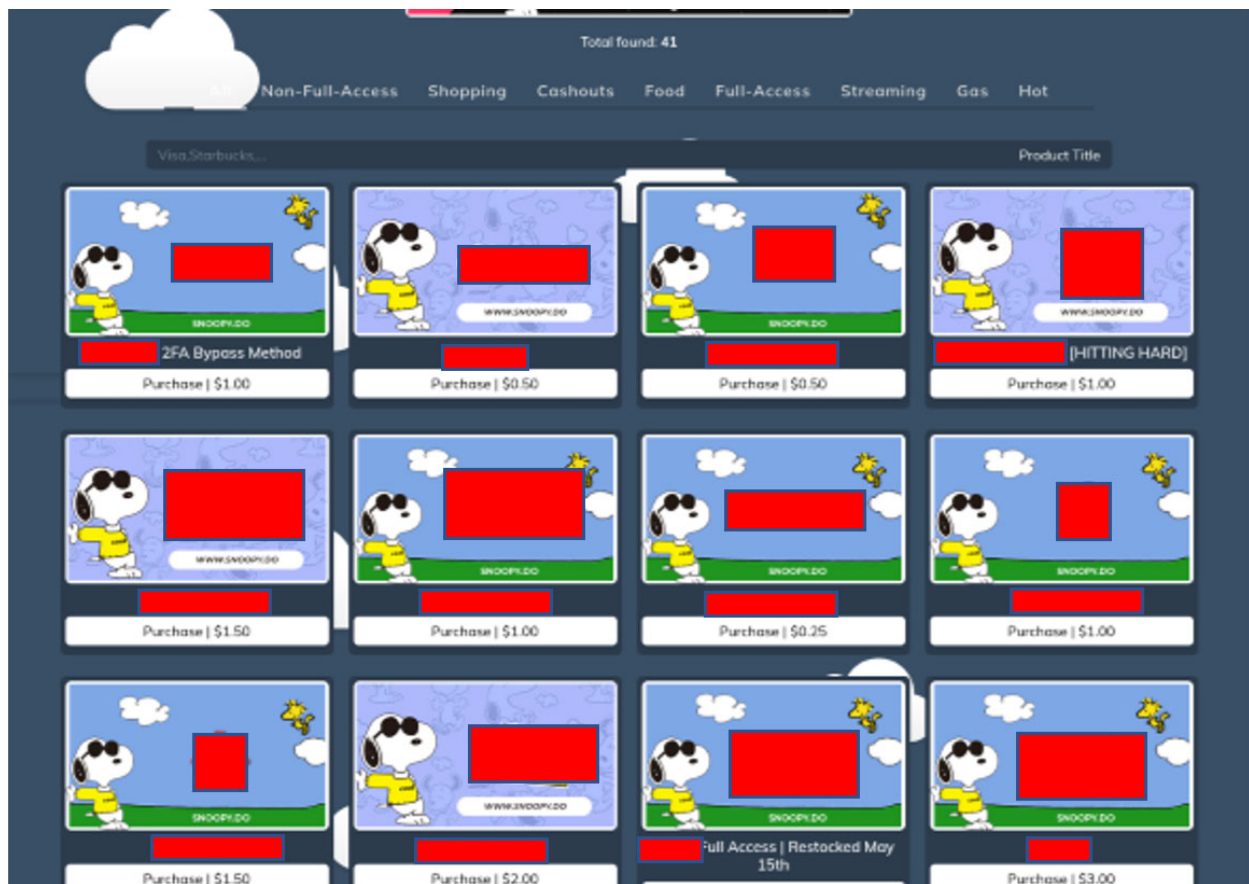 Total found: 41
Non-Full-Access Shopping Cashouts Food Full-Access Streaming Gas Hot
Visa,Starbucks,... Product Title
SNOOPY.DO
WWW.SNOOPY.DO
SNOOPY.DO
WWW.SNOOPY.DO
2FA Bypass Method
[HITTING HARD]
Purchase | $1.00
Purchase | $0.50
Purchase | $0.50
Purchase | $1.00
WWW.SNOOPY.DO
SNOOPY.DO
SNOOPY.DO
SNOOPY.DO
Purchase | $1.50
Purchase | $1.00
Purchase | $0.25
Purchase | $1.00
SNOOPY.DO
WWW.SNOOPY.DO
SNOOPY.DO
SNOOPY.DO
Full Access | Restocked May
15th
Purchase | $1.50
Purchase | $2.00
Purchase | $3.00